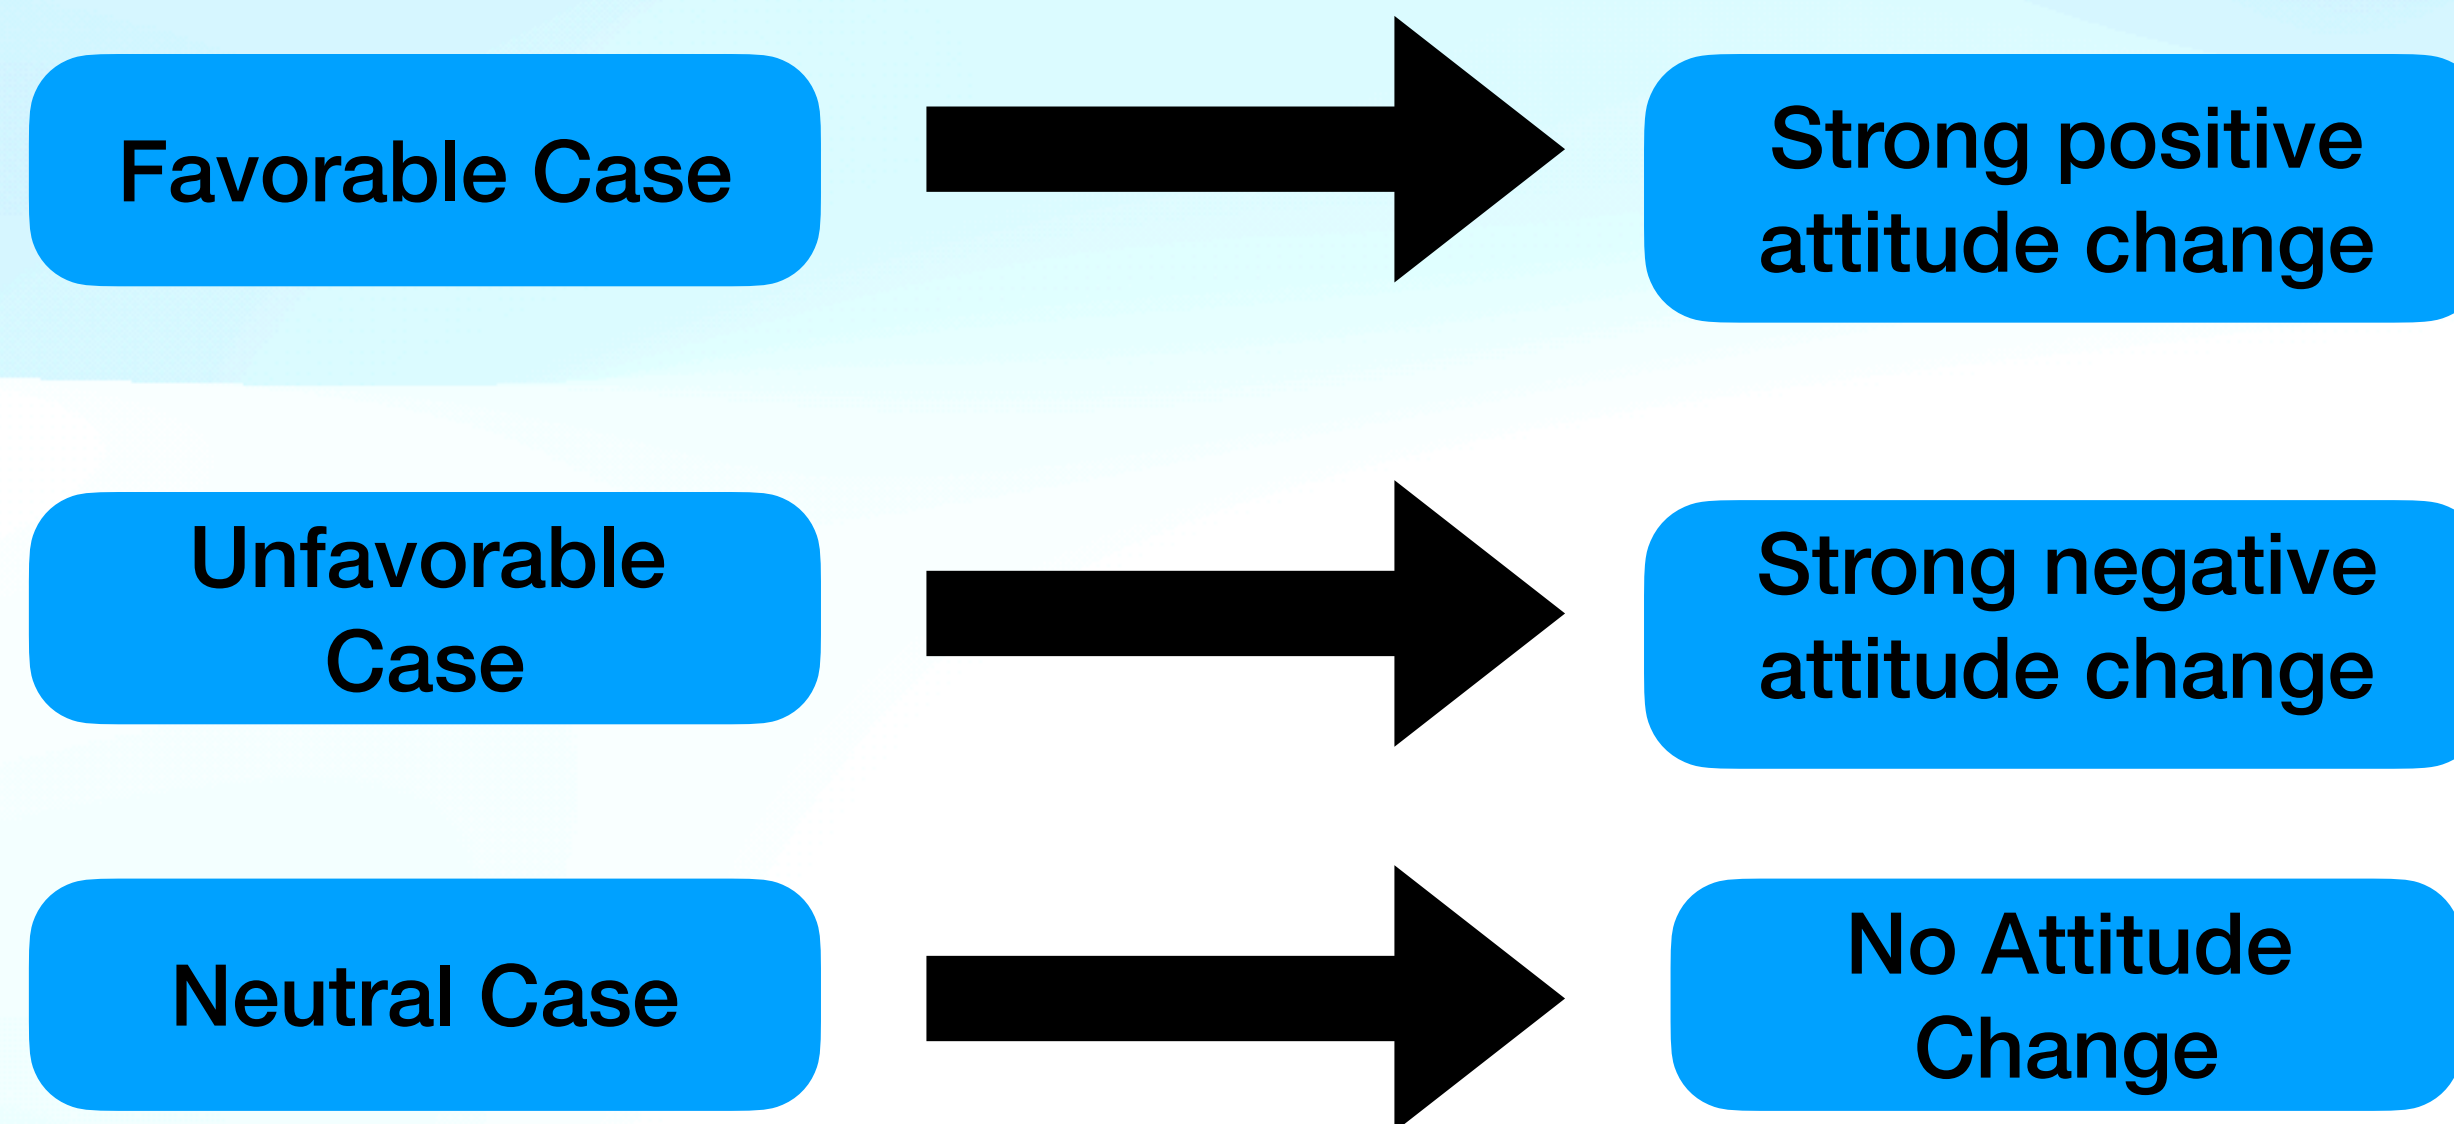 Favorable Case
Strong positive
attitude change
Unfavorable
Case
Strong negative
attitude change
Neutral Case
No Attitude
Change